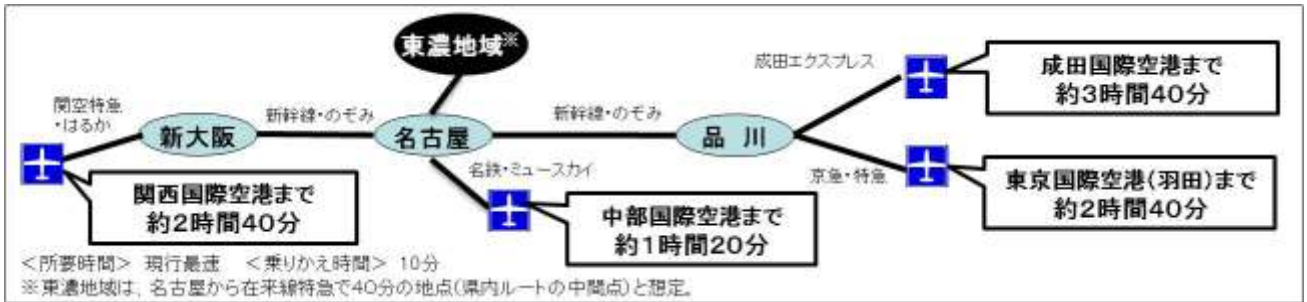 東濃地域※
成田エクスプレス
成田国際空港まで
約3時間40分
関空特急
・はるか
新大阪
新幹線・のぞみ
名古屋
新幹線・のぞみ
品川
名鉄・ミュースカイ
京急・特急
関西国際空港まで
約2時間40分
中部国際空港まで
約1時間20分
東京国際空港(羽田)まで
約2時間40分
<所要時間> 現行最速 <乗りかえ時間> 10分
※東濃地域は、名古屋から在来線特急で40分の地点(県内ルートの中間点)と想定。